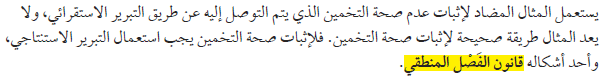 يستعمل المثال المضاد لإثبات عدم صحة التخمين الذي يتم التوصل إليه عن طريق التبرير الاستقرائي، ولا
يعد المثال طريقة صحيحة لإثبات صحة التخمين. فلإثبات صحة التخمين يجب استعمال التبرير الاستنتاجي،
وأحد أشكاله قانون الفَصْل المنطقي.